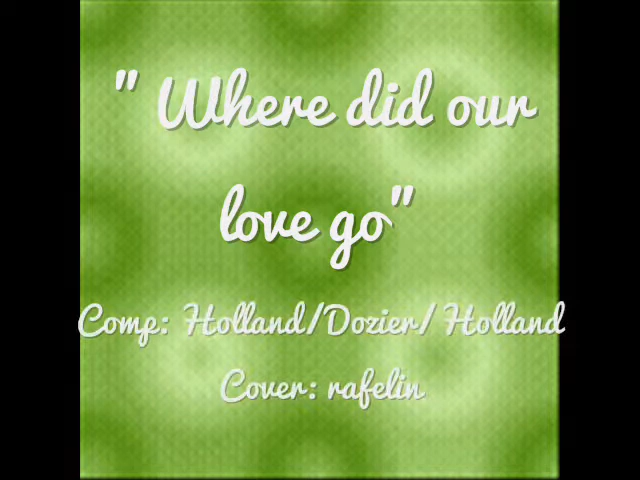 " Where did our
love go"
Comp: Holland/Dozier/ Holland
Cover: rafelin